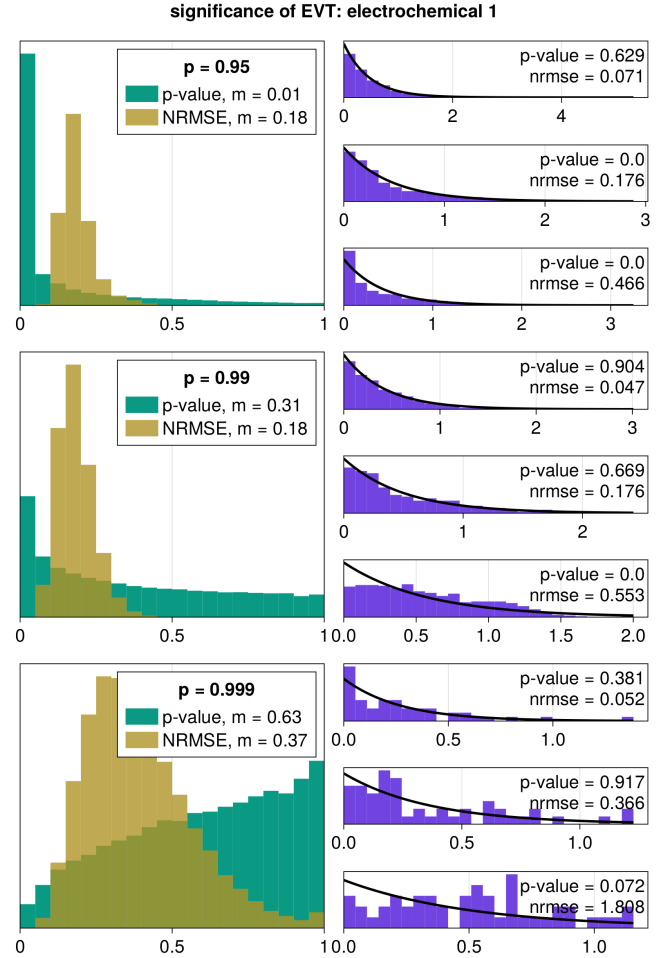 significance of EVT: electrochemical 1
p = 0.95
p-value, m = 0.01
NRMSE, m = 0.18
0
0.5
1
p-value = 0.629
nrmse = 0.071
0
2
4
p-value = 0.0
nrmse = 0.176
0
1
2
3
p-value = 0.0
nrmse = 0.466
0
1
2
3
p = 0.99
p-value, m = 0.31
NRMSE, m = 0.18
0
0.5
1
p-value = 0.904
nrmse = 0.047
0
1
2
3
p-value = 0.669
nrmse = 0.176
0
1
2
p-value = 0.0
nrmse = 0.553
0.0
0.5
1.0
1.5
2.0
p = 0.999
p-value, m = 0.63
NRMSE, m = 0.37
0
0.5
1
p-value = 0.381
nrmse = 0.052
0.0
0.5
1.0
p-value = 0.917
nrmse = 0.366
0.0
0.5
1.0
p-value = 0.072
nrmse = 1.808
0.0
0.5
1.0